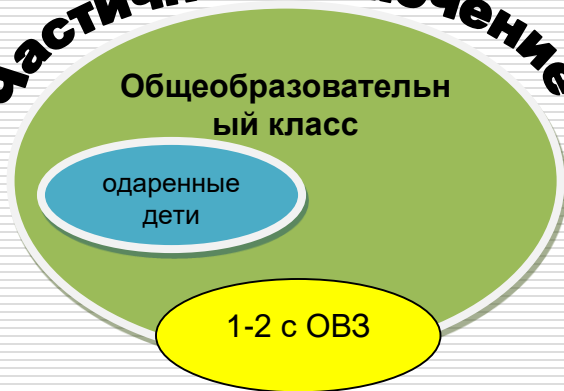 Общеобразовательн
ый класс
одаренные
дети
1-2 с ОВЗ